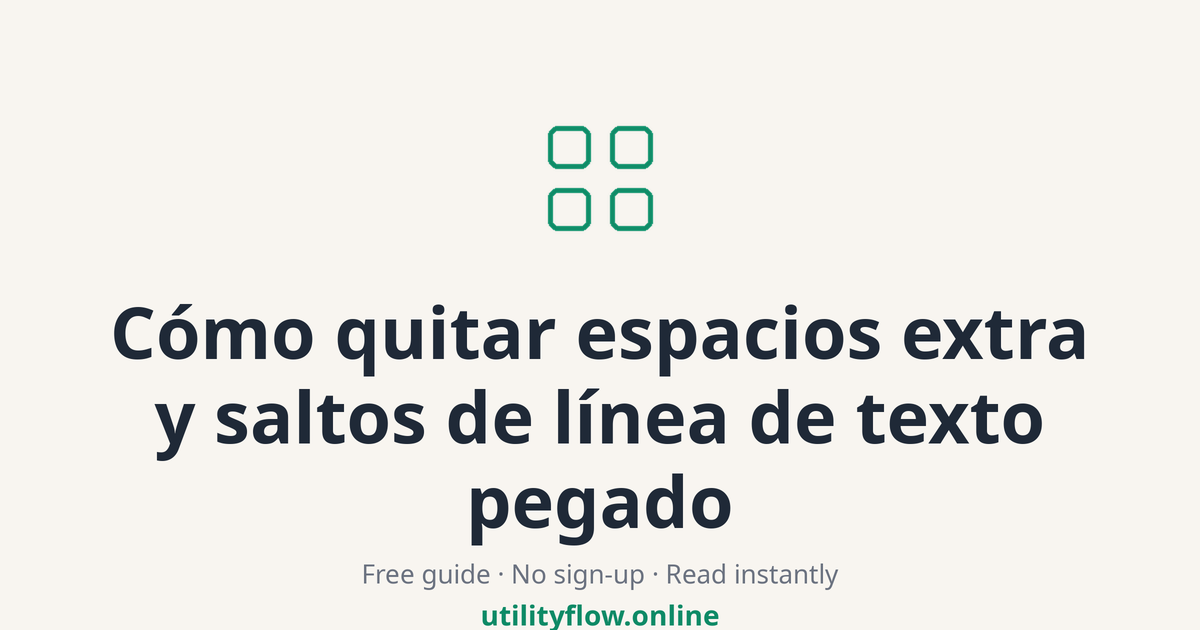 Cómo quitar espacios extra
y saltos de línea de texto
pegado
Free guide · No sign-up · Read instantly
utilityflow.online